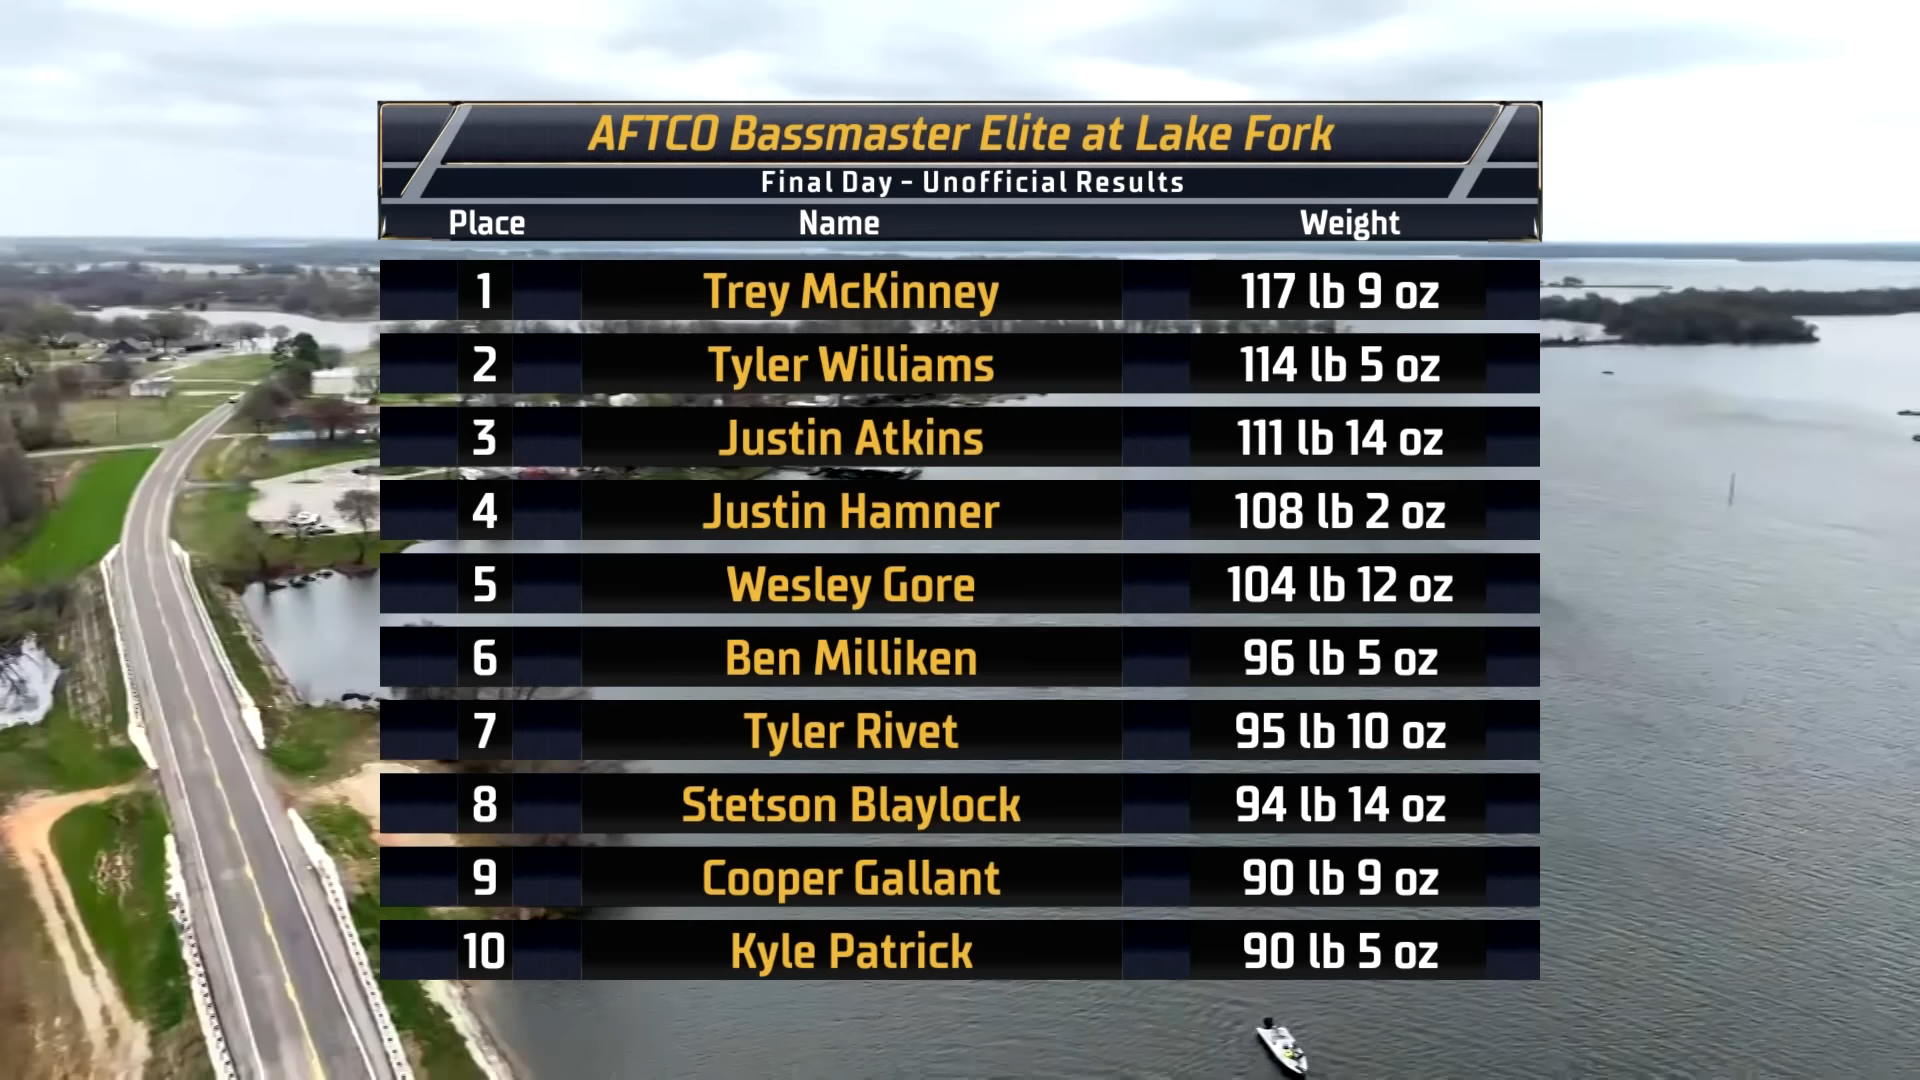 AFTCO Bassmaster Elite at Lake Fork
Final Day - Unofficial Results
Place Name Weight
1 Trey McKinney 117 lb 9 oz
2 Tyler Williams 114 lb 5 oz
3 Justin Atkins 111 lb 14 oz
4 Justin Hamner 108 lb 2 oz
5 Wesley Gore 104 lb 12 oz
6 Ben Milliken 96 lb 5 oz
7 Tyler Rivet 95 lb 10 oz
8 Stetson Blaylock 94 lb 14 oz
9 Cooper Gallant 90 lb 9 oz
10 Kyle Patrick 90 lb 5 oz